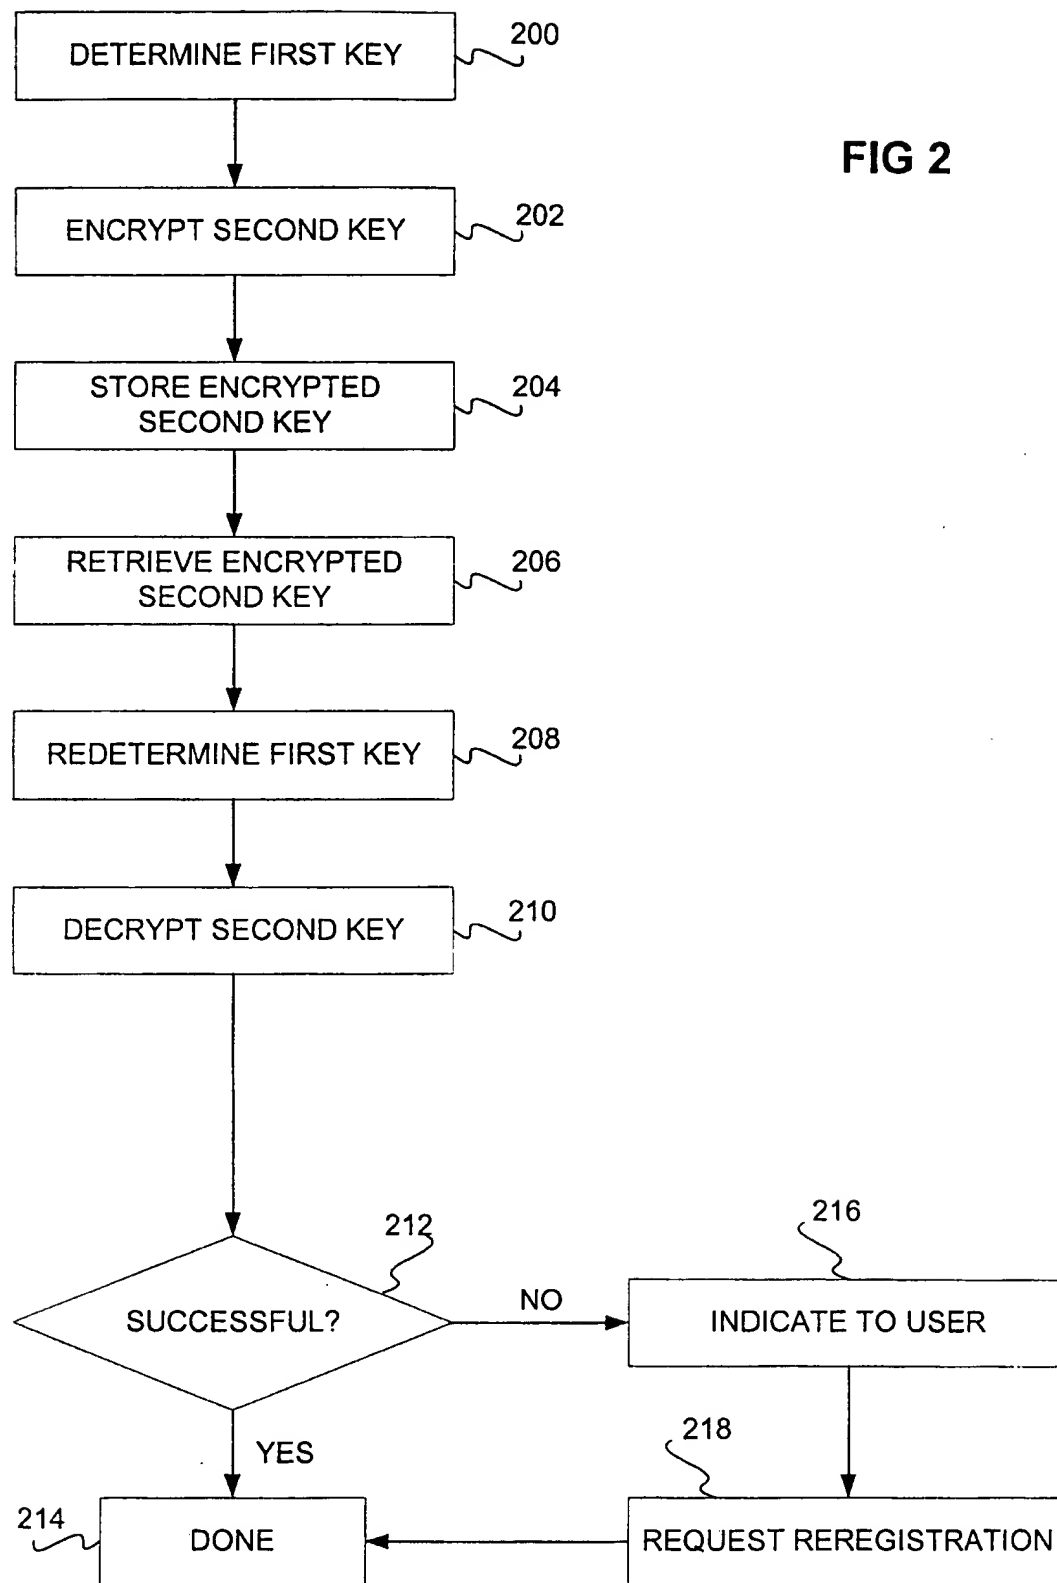 DETERMINE FIRST KEY
200
FIG 2
ENCRYPT SECOND KEY
202
STORE ENCRYPTED
SECOND KEY
204
RETRIEVE ENCRYPTED
SECOND KEY
206
REDETERMINE FIRST KEY
208
DECRYPT SECOND KEY
210
212
SUCCESSFUL?
NO
216
INDICATE TO USER
YES
218
214
DONE
REQUEST REREGISTRATION